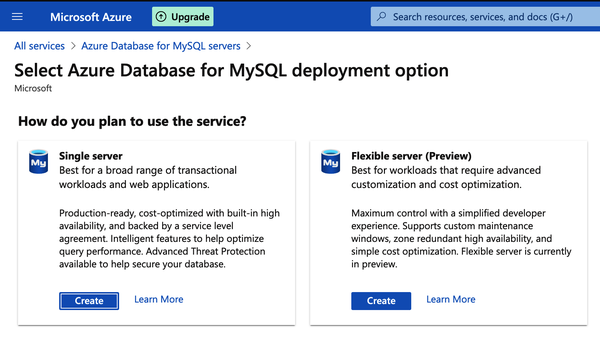 Microsoft Azure
Upgrade
Search resources, services, and docs (G+/)
All services > Azure Database for MySQL servers >
Select Azure Database for MySQL deployment option
Microsoft
How do you plan to use the service?
My
Single server
Best for a broad range of transactional
workloads and web applications.
Production-ready, cost-optimized with built-in high
availability, and backed by a service level
agreement. Intelligent features to help optimize
query performance. Advanced Threat Protection
available to help secure your database.
Create
Learn More
My
Flexible server (Preview)
Best for workloads that require advanced
customization and cost optimization.
Maximum control with a simplified developer
experience. Supports custom maintenance
windows, zone redundant high availability, and
simple cost optimization. Flexible server is currently
in preview.
Create
Learn More